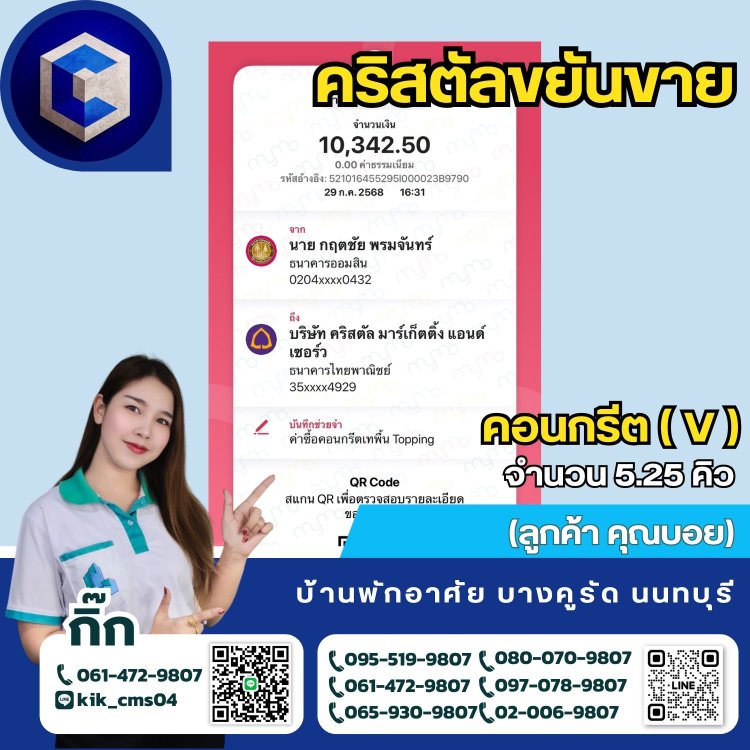 คริสตัลขยันขาย
จำนวนเงิน
10,342.50
0.00 ค่าธรรมเนียม
รหัสอ้างอิง: 521016455295I000023B9790
29 ก.ค. 2568 16:31
จาก
นาย กฤตชัย พรมจันทร์
ธนาคารออมสิน
0204xxxx0432
ถึง
บริษัท คริสตัล มาร์เก็ตติ้ง แอนด์
เซอร์ว
ธนาคารไทยพาณิชย์
35xxxx4929
บันทึกช่วยจำ
ค่าซื้อคอนกรีตเทพื้น Topping
QR Code
สแกน QR เพื่อตรวจสอบรายละเอียด
คอนกรีต ( V )
จำนวน 5.25 คิว
(ลูกค้า คุณบอย)
บ้านพักอาศัย บางคูรัด นนทบุรี
กิ๊ก
061-472-9807
kik_cms04
095-519-9807 080-070-9807
061-472-9807 097-078-9807
065-930-9807 02-006-9807
LINE